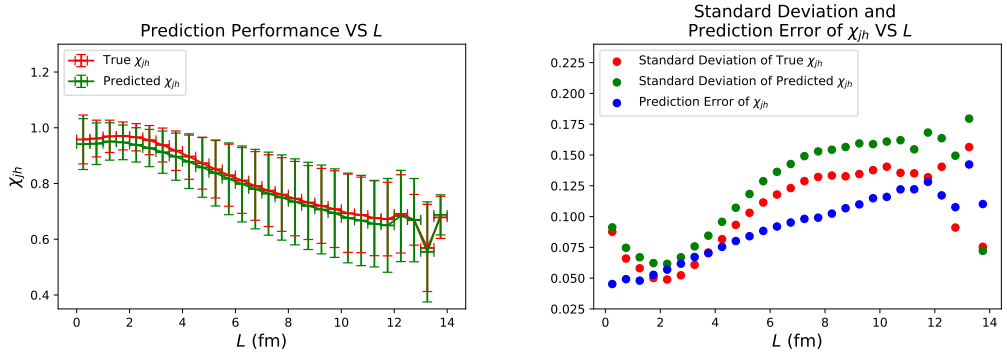 Prediction Performance VS L
True χjh
Predicted χjh
1.2
1.0
0.8
0.6
0.4
χjh
0 2 4 6 8 10 12 14
L (fm)
Standard Deviation and
Prediction Error of χjh VS L
Standard Deviation of True χjh
Standard Deviation of Predicted χjh
Prediction Error of χjh
0.225
0.200
0.175
0.150
0.125
0.100
0.075
0.050
0.025
0 2 4 6 8 10 12 14
L (fm)